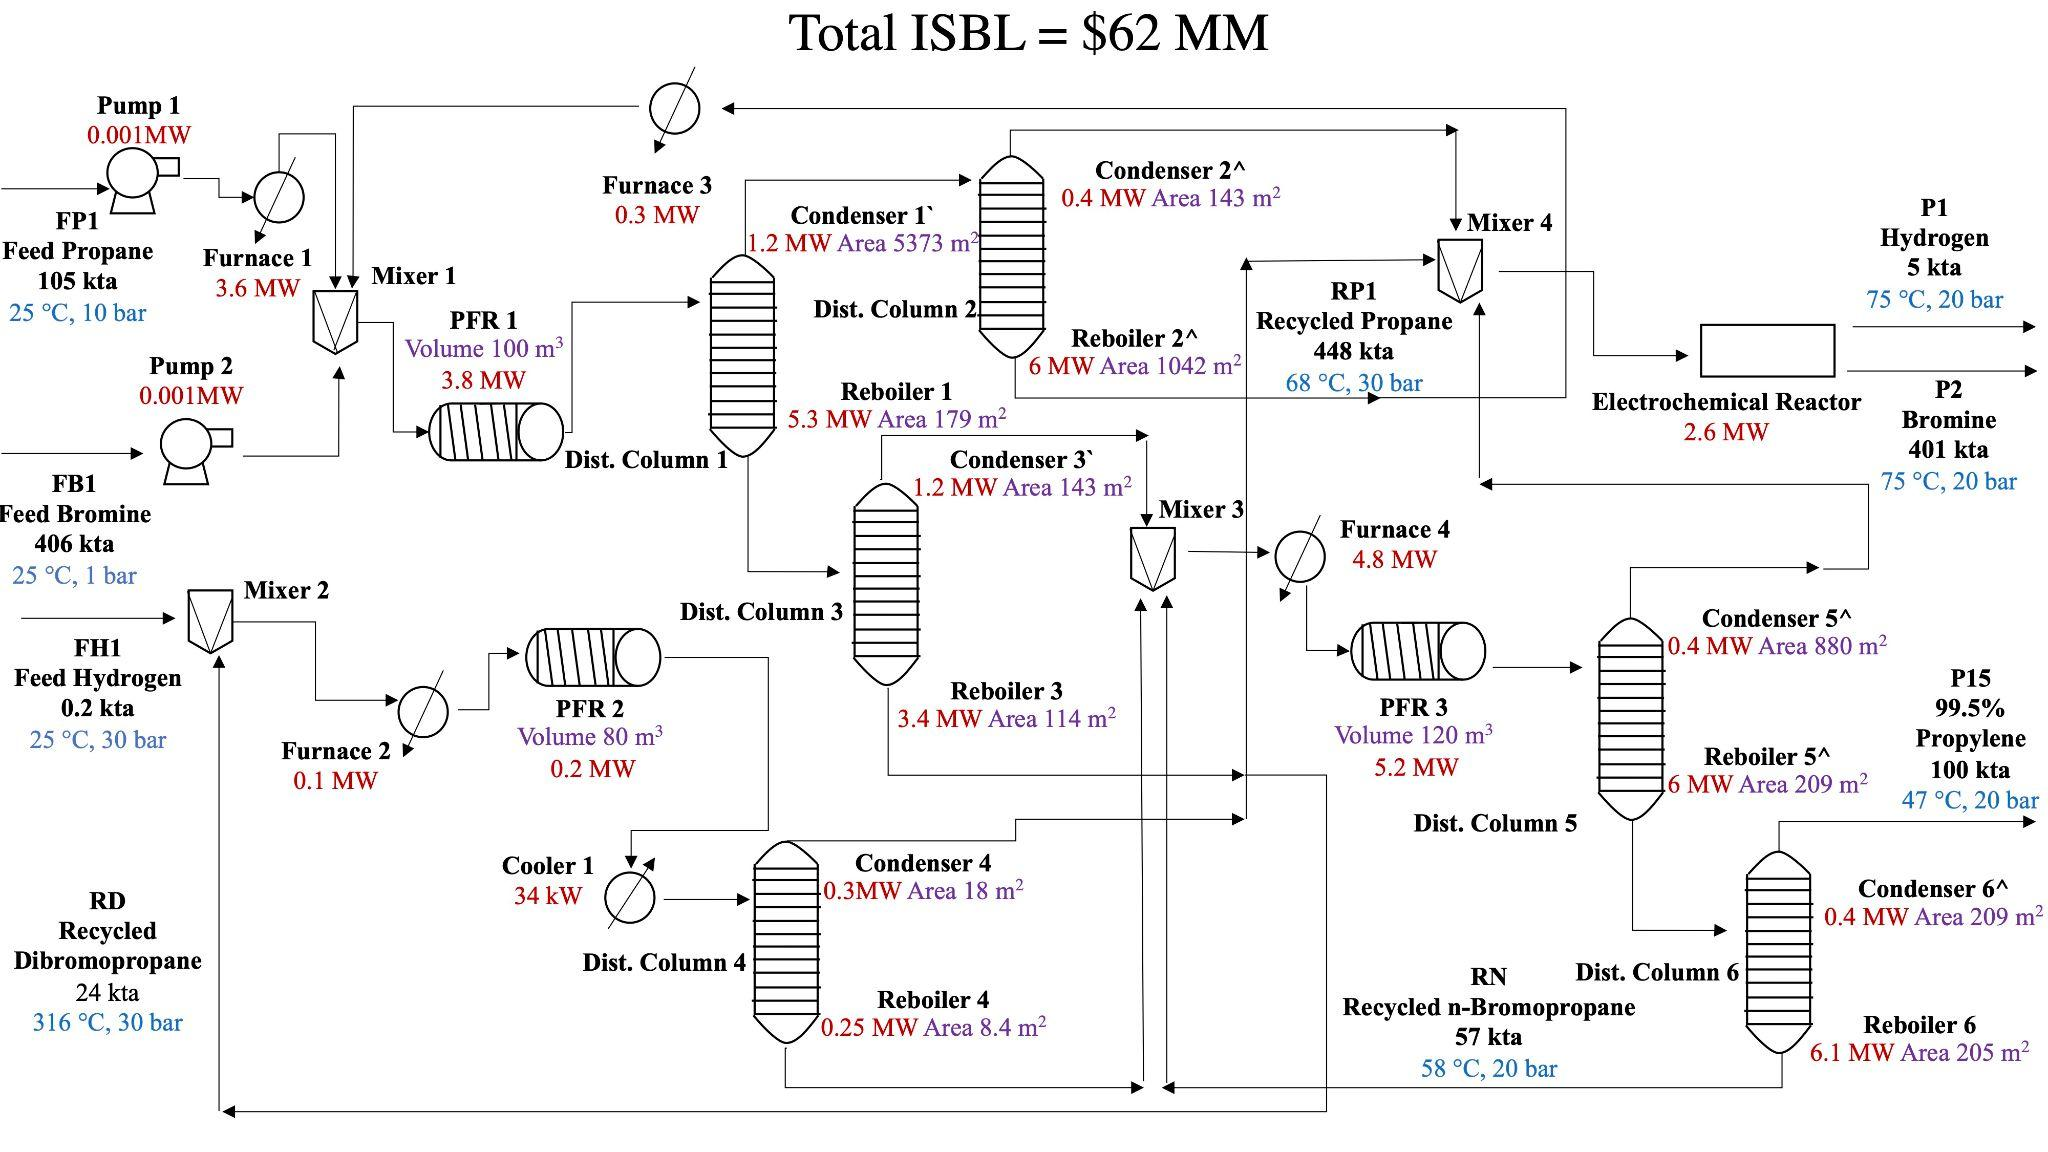 Total ISBL = $62 MM
Pump 1
0.001MW
FP1
Feed Propane
105 kta
25 °C, 10 bar
Furnace 1
3.6 MW
Mixer 1
Pump 2
0.001MW
FB1
Feed Bromine
406 kta
25 °C, 1 bar
PFR 1
Volume 100 m³
3.8 MW
Furnace 3
0.3 MW
Condenser 1`
1.2 MW Area 5373 m²
Dist. Column 1
Reboiler 1
5.3 MW Area 179 m²
Condenser 2^
0.4 MW Area 143 m²
Dist. Column 2
Reboiler 2^
6 MW Area 1042 m²
RP1
Recycled Propane
448 kta
68 °C, 30 bar
Mixer 4
P1
Hydrogen
5 kta
75 °C, 20 bar
Electrochemical Reactor
2.6 MW
P2
Bromine
401 kta
75 °C, 20 bar
Condenser 3`
1.2 MW Area 143 m²
Dist. Column 3
Reboiler 3
3.4 MW Area 114 m²
Mixer 3
Furnace 4
4.8 MW
Mixer 2
FH1
Feed Hydrogen
0.2 kta
25 °C, 30 bar
Furnace 2
0.1 MW
PFR 2
Volume 80 m³
0.2 MW
PFR 3
Volume 120 m³
5.2 MW
Condenser 5^
0.4 MW Area 880 m²
Reboiler 5^
6 MW Area 209 m²
Dist. Column 5
P15
99.5%
Propylene
100 kta
47 °C, 20 bar
Cooler 1
34 kW
Condenser 4
0.3MW Area 18 m²
Dist. Column 4
Reboiler 4
0.25 MW Area 8.4 m²
RD
Recycled
Dibromopropane
24 kta
316 °C, 30 bar
RN
Recycled n-Bromopropane
57 kta
58 °C, 20 bar
Condenser 6^
0.4 MW Area 209 m²
Dist. Column 6
Reboiler 6
6.1 MW Area 205 m²